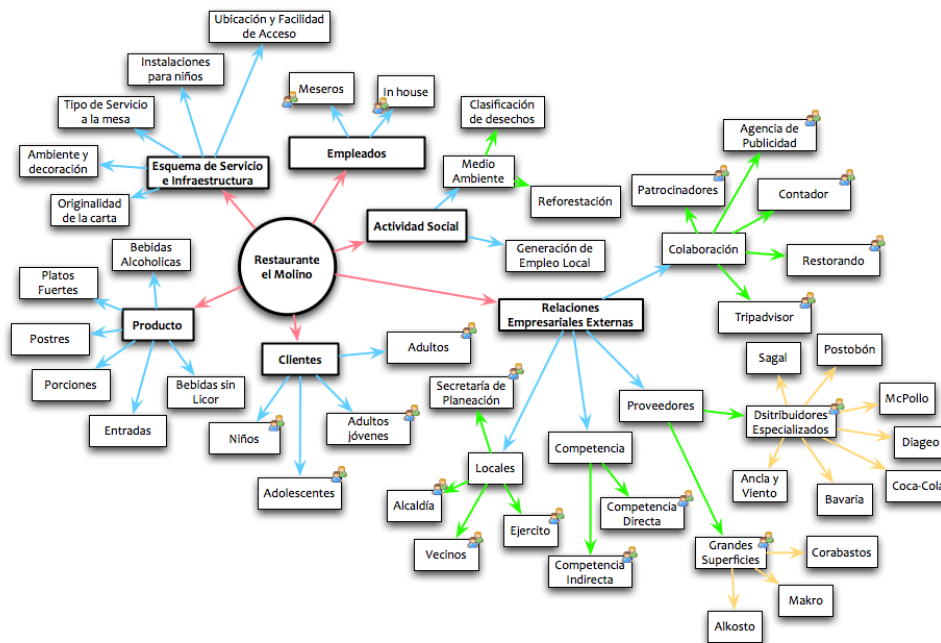 Ubicación y Facilidad
de Acceso
Instalaciones
para niños
Tipo de Servicio
a la mesa
Ambiente y
decoración
Originalidad
de la carta
Esquema de Servicio
e Infraestructura
Meseros
In house
Empleados
Clasificación
de desechos
Medio
Ambiente
Reforestación
Actividad Social
Generación de
Empleo Local
Agencia de
Publicidad
Patrocinadores
Contador
Colaboración
Restorando
Tripadvisor
Restaurante
el Molino
Relaciones
Empresariales Externas
Bebidas
Alcoholicas
Platos
Fuertes
Producto
Postres
Porciones
Bebidas sin
Licor
Entradas
Clientes
Adultos
Niños
Adultos
jóvenes
Adolescentes
Secretaría de
Planeación
Locales
Alcaldía
Vecinos
Ejercito
Competencia
Competencia
Directa
Competencia
Indirecta
Proveedores
Sagal
Postobón
Dsitribuidores
Especializados
McPollo
Diageo
Coca-Cola
Ancla y
Viento
Bavaria
Grandes
Superficies
Corabastos
Makro
Alkosto